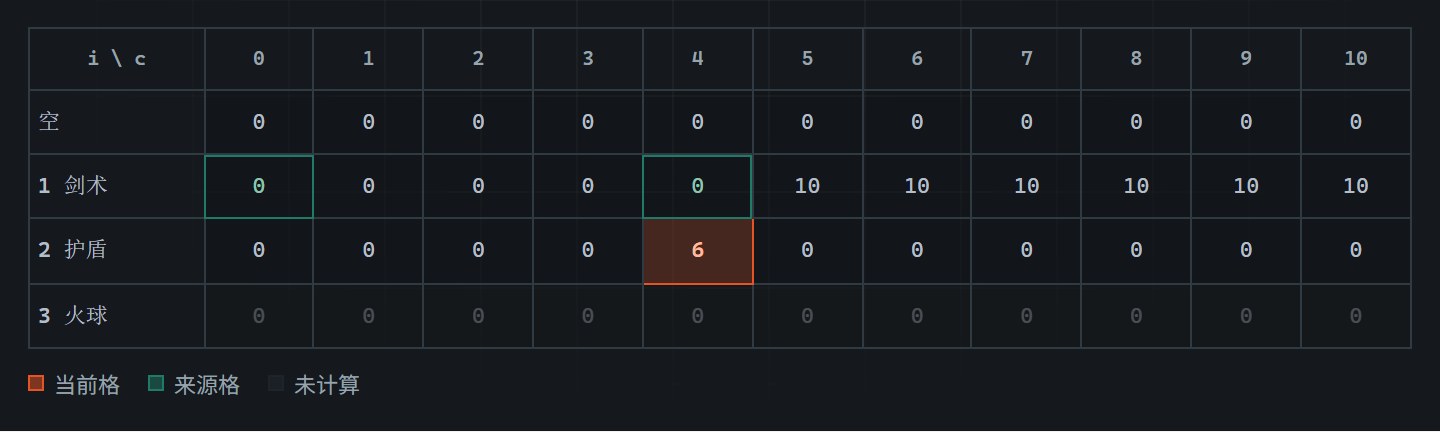 i \ c 0 1 2 3 4 5 6 7 8 9 10
空 0 0 0 0 0 0 0 0 0 0 0
1 剑术 0 0 0 0 0 10 10 10 10 10 10
2 护盾 0 0 0 0 6 0 0 0 0 0 0
3 火球 0 0 0 0 0 0 0 0 0 0 0
当前格 来源格 未计算